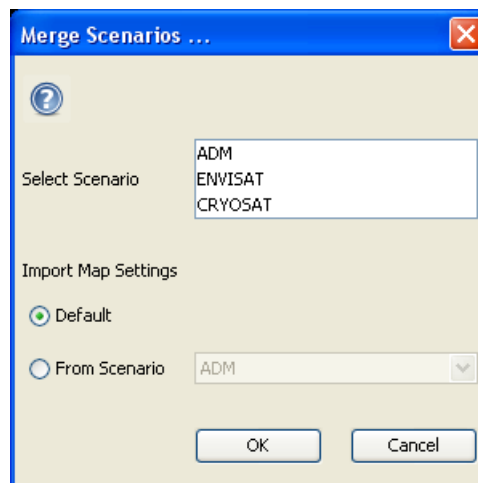 Merge Scenarios ...
?
Select Scenario
ADM
ENVISAT
CRYOSAT
Import Map Settings
Default
From Scenario ADM
OK Cancel